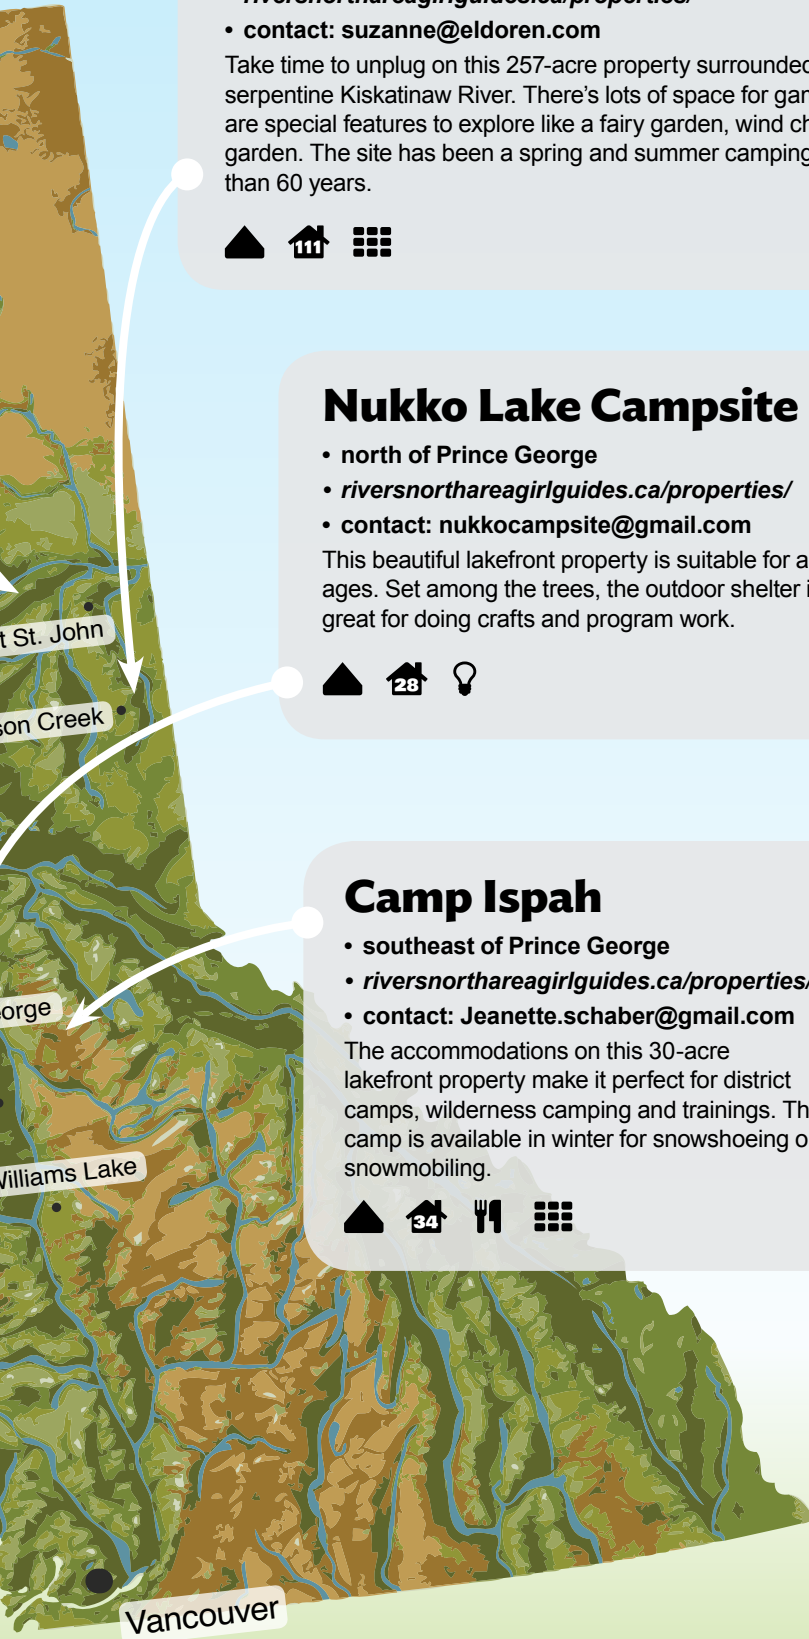 riversnorthareagirlguides.ca/properties/
• contact: suzanne@eldoren.com
Take time to unplug on this 257-acre property surrounded
serpentine Kiskatinaw River. There's lots of space for
are special features to explore like a fairy garden, wind
garden. The site has been a spring and summer camping
than 60 years.
111
Nukko Lake Campsite
• north of Prince George
• riversnorthareagirlguides.ca/properties/
• contact: nukkocampsite@gmail.com
This beautiful lakefront property is suitable for
ages. Set among the trees, the outdoor shelter
great for doing crafts and program work.
St. John
28
Creek
Camp Ispah
• southeast of Prince George
• riversnorthareagirlguides.ca/properties/
• contact: Jeanette.schaber@gmail.com
The accommodations on this 30-acre
lakefront property make it perfect for district
camps, wilderness camping and trainings.
camp is available in winter for snowshoeing
snowmobiling.
34
Williams Lake
Vancouver